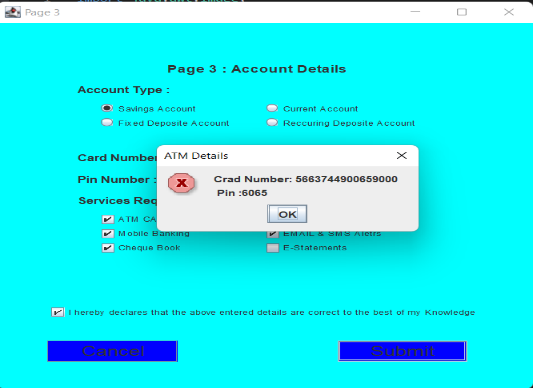 Page 3
Page 3 : Account Details
Account Type :
Savings Account
Current Account
Fixed Deposite Account
Reccuring Deposite Account
Card Number
ATM Details
Pin Number :
Crad Number: 5663744900659000
Pin :6065
Services Req
OK
ATM CA
Mobile Banking
EMAIL & SMS Aletrs
Cheque Book
E-Statements
I hereby declares that the above entered details are correct to the best of my Knowledge
Cancel
Submit